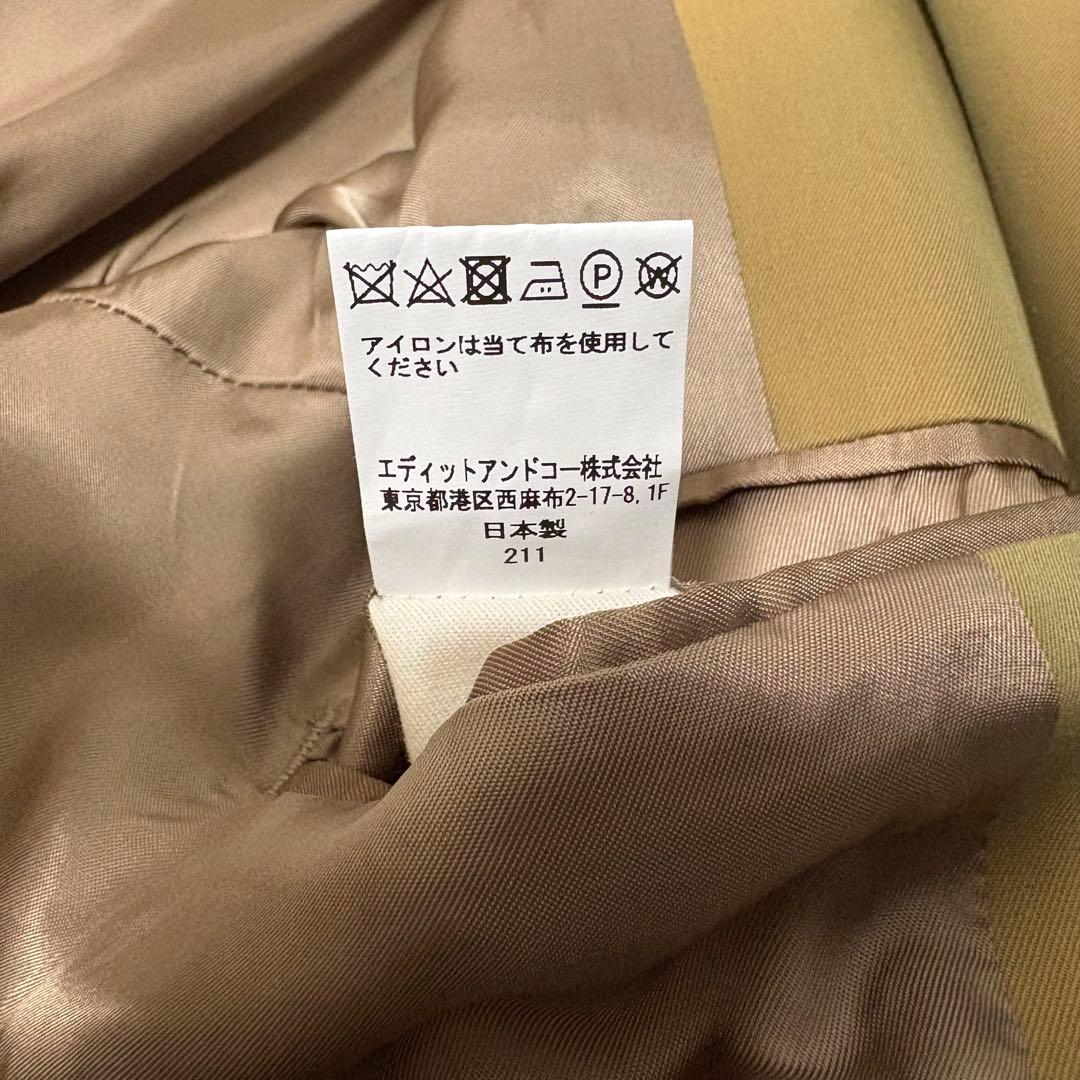 P W
アイロンは当て布を使用して
ください
エディットアンドコー株式会社
東京都港区西麻布2-17-8,1F
日本製
211